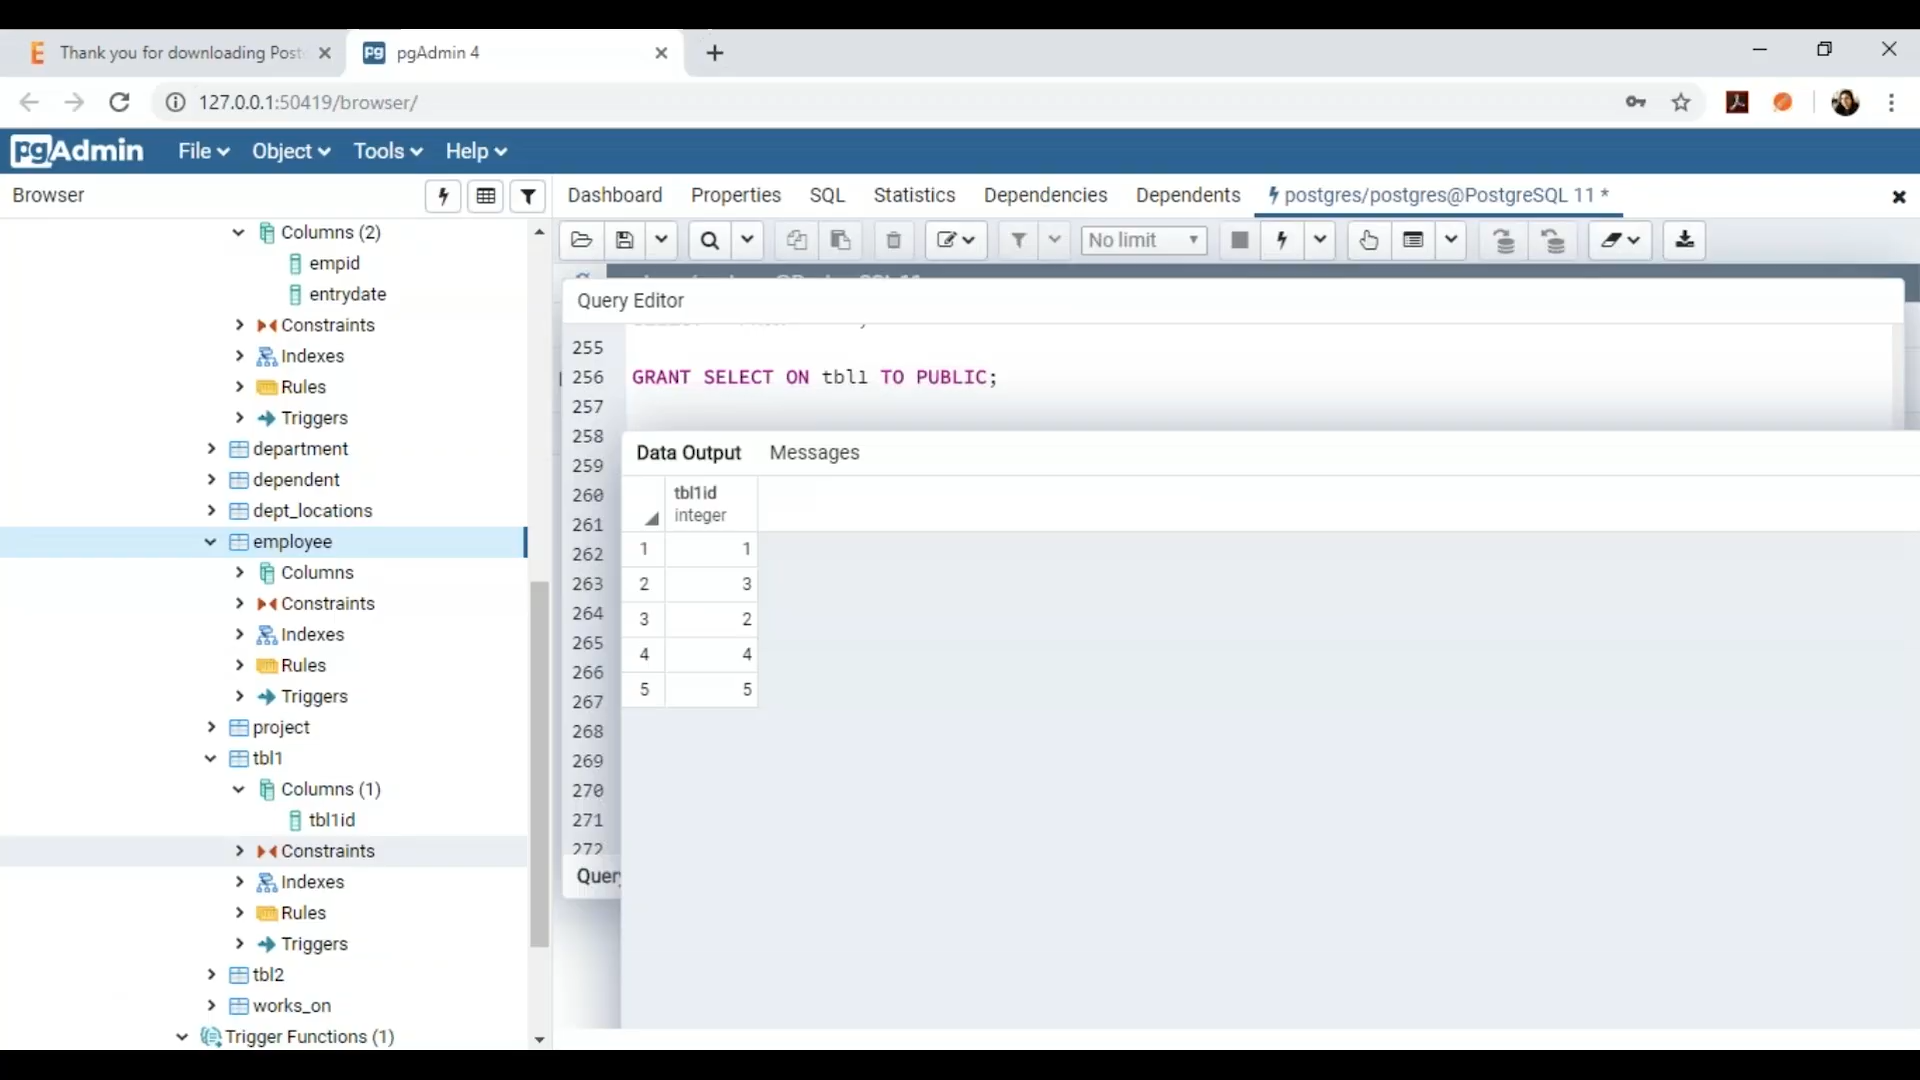 Thank you for downloading Post
pgAdmin 4
127.0.0.1:50419/browser/
pgAdmin
File
Object
Tools
Help
Browser
Dashboard
Properties
SQL
Statistics
Dependencies
Dependents
postgres/postgres@PostgreSQL 11 *
No limit
Columns (2)
empid
entrydate
Constraints
Indexes
Rules
Triggers
department
dependent
dept_locations
employee
Columns
Constraints
Indexes
Rules
Triggers
project
tbl1
Columns (1)
tbl1id
Constraints
Indexes
Rules
Triggers
tbl2
works_on
Trigger Functions (1)
Query Editor
255
256 GRANT SELECT ON tbl1 TO PUBLIC;
257
258
259
260
261
262
263
264
265
266
267
268
269
270
271
272
Query
Data Output
Messages
tbl1id
integer
1 1
2 3
3 2
4 4
5 5